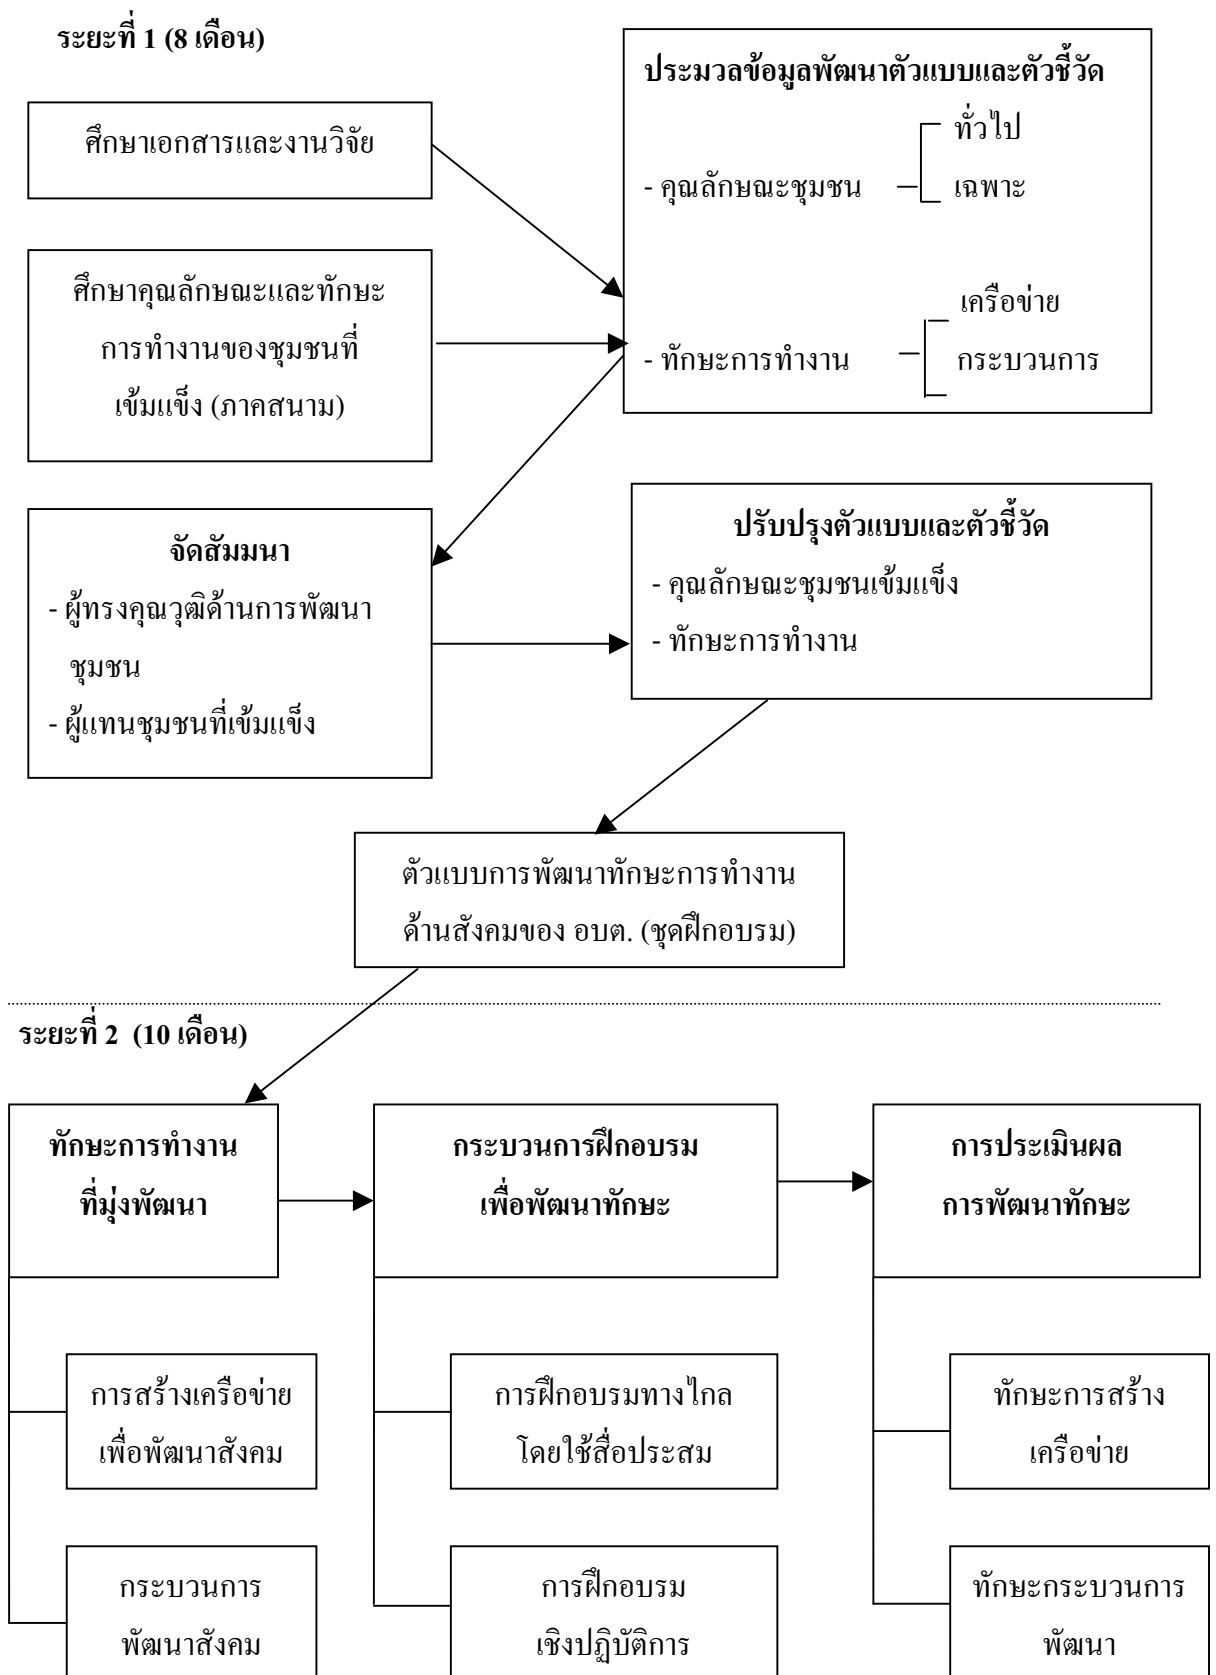 ระยะที่ 1 (8 เดือน)
ศึกษาเอกสารและงานวิจัย
ศึกษาคุณลักษณะและทักษะ
การทำงานของชุมชนที่
เข้มแข็ง (ภาคสนาม)
ประมวลข้อมูลพัฒนาตัวแบบและตัวชี้วัด
ทั่วไป
- คุณลักษณะชุมชน
เฉพาะ
เครือข่าย
- ทักษะการทำงาน
กระบวนการ
จัดสัมมนา
- ผู้ทรงคุณวุฒิด้านการพัฒนา
ชุมชน
- ผู้แทนชุมชนที่เข้มแข็ง
ปรับปรุงตัวแบบและตัวชี้วัด
- คุณลักษณะชุมชนเข้มแข็ง
- ทักษะการทำงาน
ตัวแบบการพัฒนาทักษะการทำงาน
ด้านสังคมของ อบต. (ชุดฝึกอบรม)
ระยะที่ 2 (10 เดือน)
ทักษะการทำงาน
ที่มุ่งพัฒนา
กระบวนการฝึกอบรม
เพื่อพัฒนาทักษะ
การประเมินผล
การพัฒนาทักษะ
การสร้างเครือข่าย
เพื่อพัฒนาสังคม
การฝึกอบรมทางไกล
โดยใช้สื่อประสม
ทักษะการสร้าง
เครือข่าย
กระบวนการ
พัฒนาสังคม
การฝึกอบรม
เชิงปฏิบัติการ
ทักษะกระบวนการ
พัฒนา